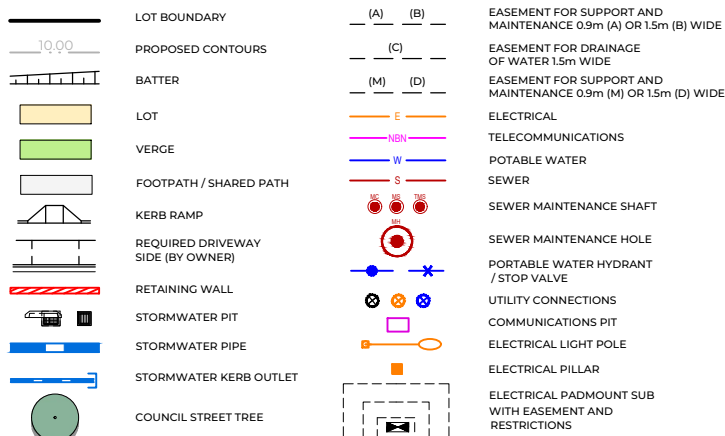 LOT BOUNDARY
10.00
PROPOSED CONTOURS
BATTER
LOT
VERGE
FOOTPATH / SHARED PATH
KERB RAMP
REQUIRED DRIVEWAY
SIDE (BY OWNER)
RETAINING WALL
STORMWATER PIT
STORMWATER PIPE
STORMWATER KERB OUTLET
COUNCIL STREET TREE
(A) (B)
EASEMENT FOR SUPPORT AND
MAINTENANCE 0.9m (A) OR 1.5m (B) WIDE
(C)
EASEMENT FOR DRAINAGE
OF WATER 1.5m WIDE
(M) (D)
EASEMENT FOR SUPPORT AND
MAINTENANCE 0.9m (M) OR 1.5m (D) WIDE
E
ELECTRICAL
NBN
TELECOMMUNICATIONS
W
POTABLE WATER
S
SEWER
MC MS TMS
SEWER MAINTENANCE SHAFT
MH
SEWER MAINTENANCE HOLE
PORTABLE WATER HYDRANT
/ STOP VALVE
UTILITY CONNECTIONS
COMMUNICATIONS PIT
ELECTRICAL LIGHT POLE
ELECTRICAL PILLAR
ELECTRICAL PADMOUNT SUB
WITH EASEMENT AND
RESTRICTIONS